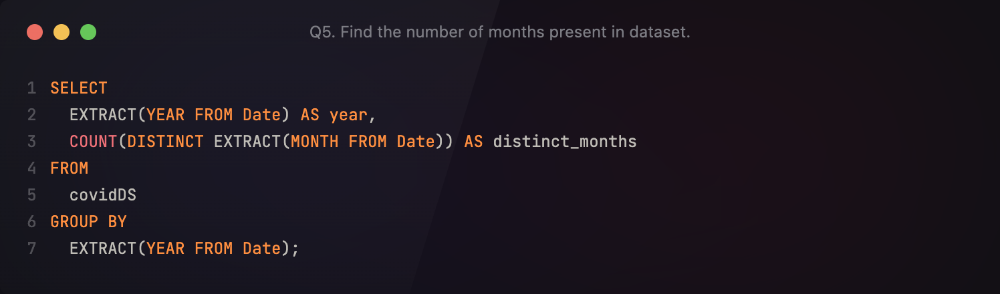 Q5. Find the number of months present in dataset.
1 SELECT
2 EXTRACT(YEAR FROM Date) AS year,
3 COUNT(DISTINCT EXTRACT(MONTH FROM Date)) AS distinct_months
4 FROM
5 covidDS
6 GROUP BY
7 EXTRACT(YEAR FROM Date);